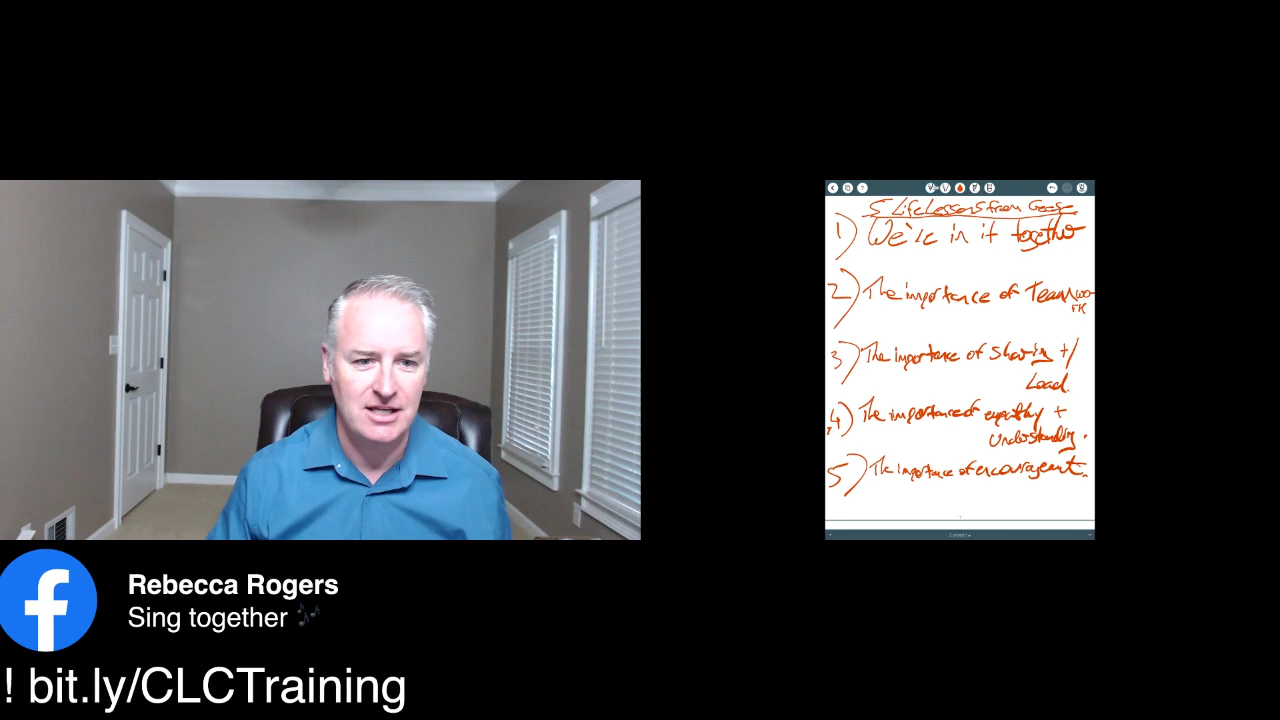 5 Life Lessons from Geese
1) We're in it together
2) The importance of Teamwo-
rk
3) The importance of sharing t/
Load.
4) The importance of empathy +
Understanding.
5) The importance of encouragement.
Rebecca Rogers
Sing together 🎶
! bit.ly/CLCTraining